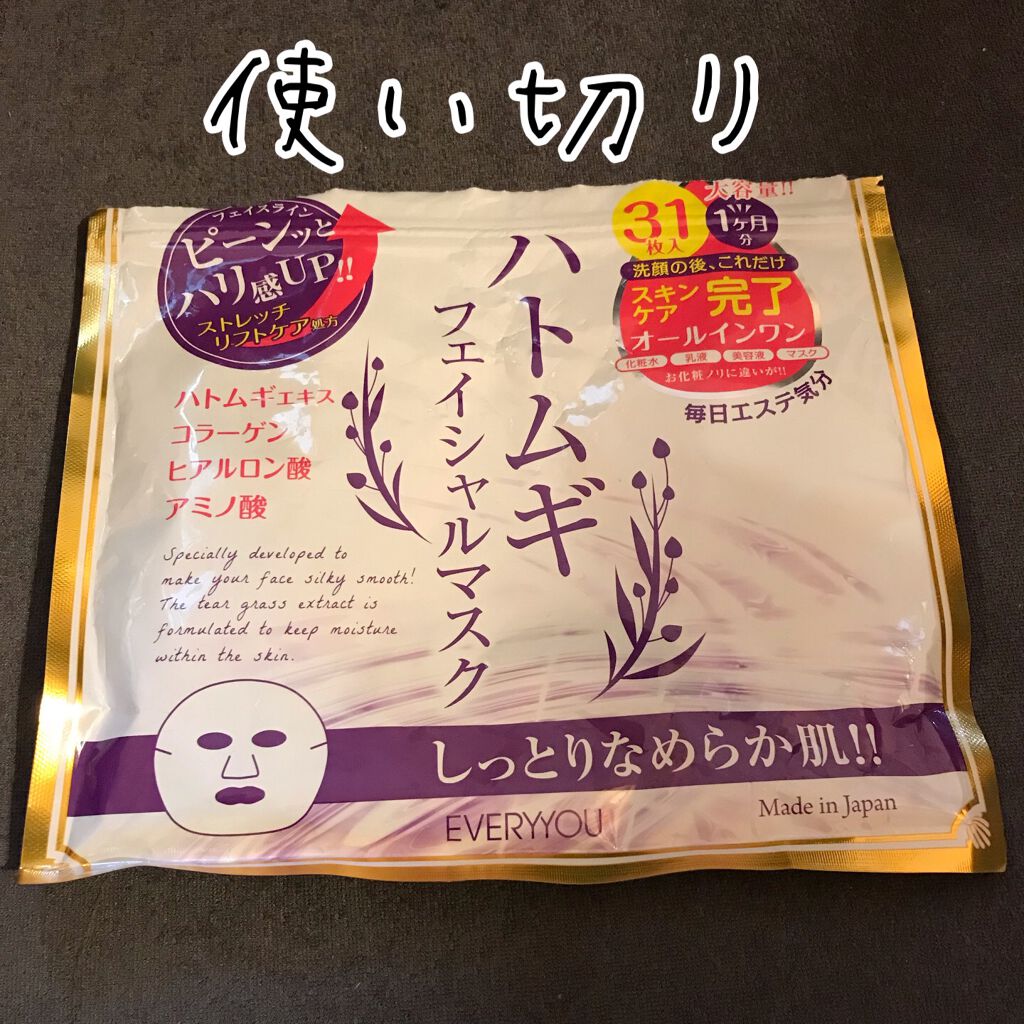 使い切り
フェイスライン
ピーンッと
ハリ感UP!!
ストレッチ
リフトケア処方
ハトムギエキス
コラーゲン
ヒアルロン酸
アミノ酸
Specially developed to
make your face silky smooth!
The tear grass extract is
formulated to keep moisture
within the skin.
ハトムギ
フェイシャルマスク
大容量!!
31
枚入
1ヶ月
分
洗顔の後、これだけ
スキン
ケア
完了
オールインワン
化粧水 乳液 美容液 マスク
お化粧ノリに違いが!!
毎日エステ気分
しっとりなめらか肌!!
EVERYYOU
Made in Japan